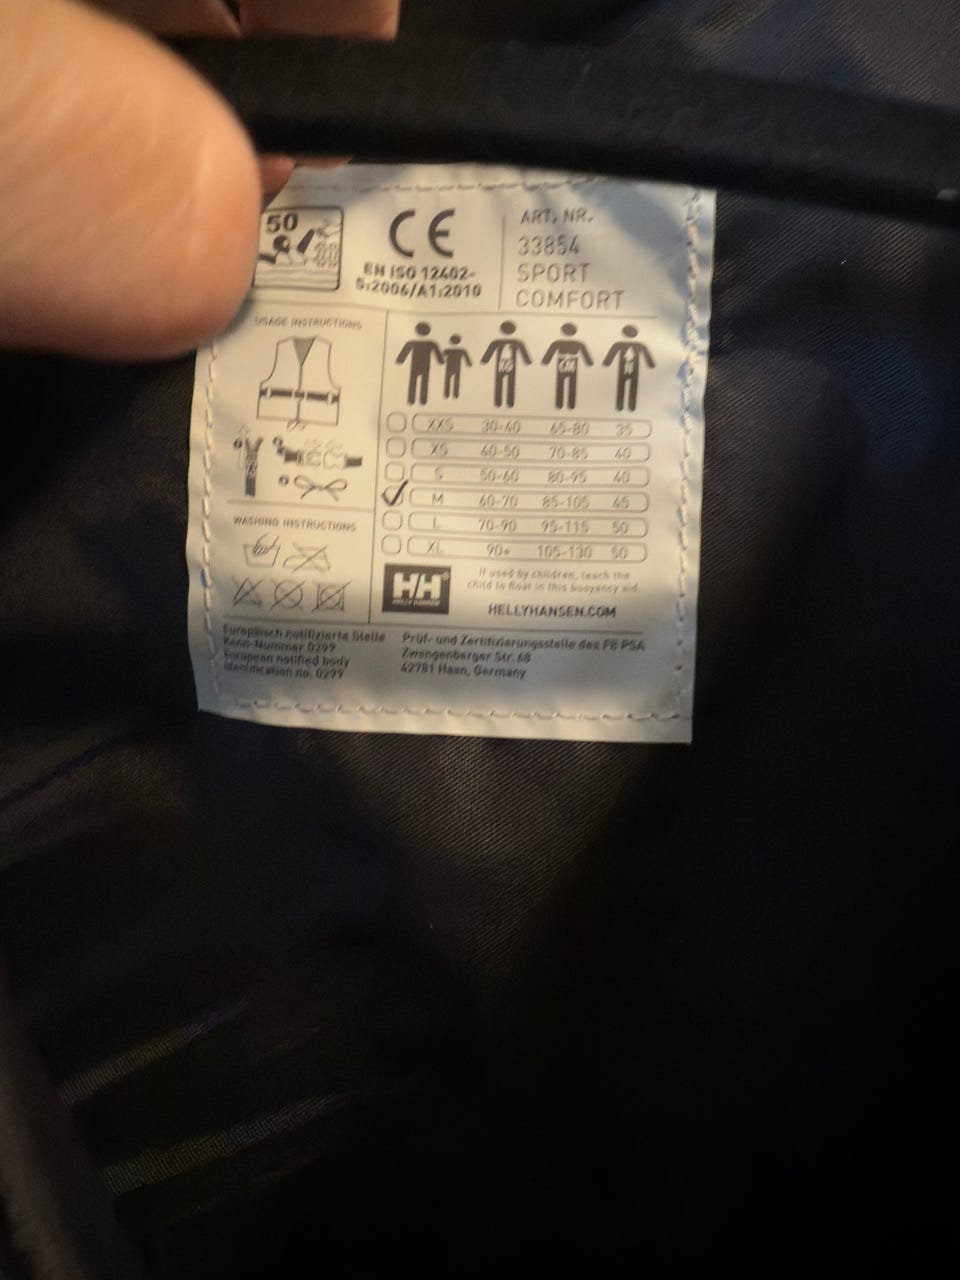 50
CE
EN ISO 12402-
5:2006/A1:2010
ART. NR.
33854
SPORT
COMFORT
USAGE INSTRUCTIONS
WASHING INSTRUCTIONS
KG CM N
XXS 30-40 65-80 35
XS 40-50 70-85 40
S 50-60 80-95 40
M 60-70 85-105 45
L 70-90 95-115 50
XL 90+ 105-130 50
HH
HELLY HANSEN
If used by children, teach the
child to float in this buoyancy aid.
HELLYHANSEN.COM
Europäisch notifizierte Stelle
Kenn-Nummer 0299
European notified body
identification no. 0299
Prüf- und Zertifizierungsstelle des FB PSA
Zwengenberger Str. 68
42781 Haan, Germany